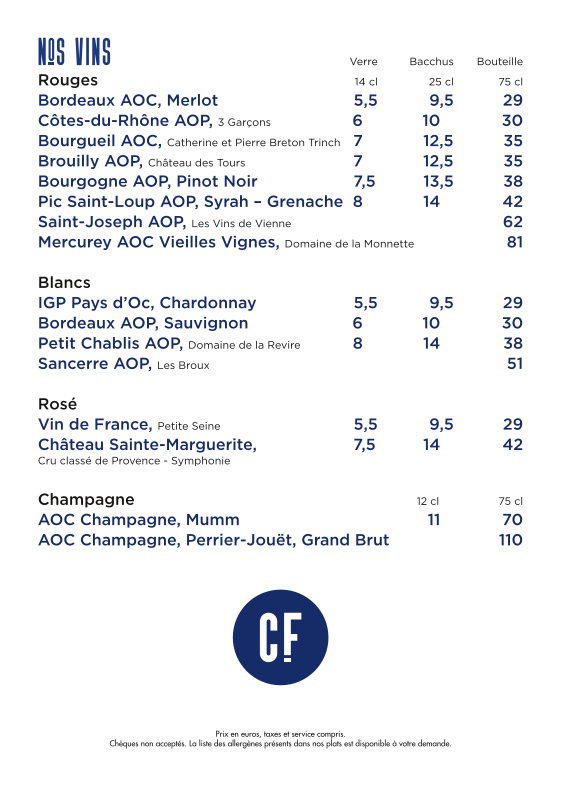 NOS VINS
Verre Bacchus Bouteille
Rouges 14 cl 25 cl 75 cl
Bordeaux AOC, Merlot 5,5 9,5 29
Côtes-du-Rhône AOP, 3 Garçons 6 10 30
Bourgueil AOC, Catherine et Pierre Breton Trinch 7 12,5 35
Brouilly AOP, Château des Tours 7 12,5 35
Bourgogne AOP, Pinot Noir 7,5 13,5 38
Pic Saint-Loup AOP, Syrah – Grenache 8 14 42
Saint-Joseph AOP, Les Vins de Vienne 62
Mercurey AOC Vieilles Vignes, Domaine de la Monnette 81
Blancs
IGP Pays d’Oc, Chardonnay 5,5 9,5 29
Bordeaux AOP, Sauvignon 6 10 30
Petit Chablis AOP, Domaine de la Revire 8 14 38
Sancerre AOP, Les Broux 51
Rosé
Vin de France, Petite Seine 5,5 9,5 29
Château Sainte-Marguerite, 7,5 14 42
Cru classé de Provence - Symphonie
Champagne 12 cl 75 cl
AOC Champagne, Mumm 11 70
AOC Champagne, Perrier-Jouët, Grand Brut 110
CF
Prix en euros, taxes et service compris.
Chèques non acceptés. La liste des allergènes présents dans nos plats est disponible à votre demande.